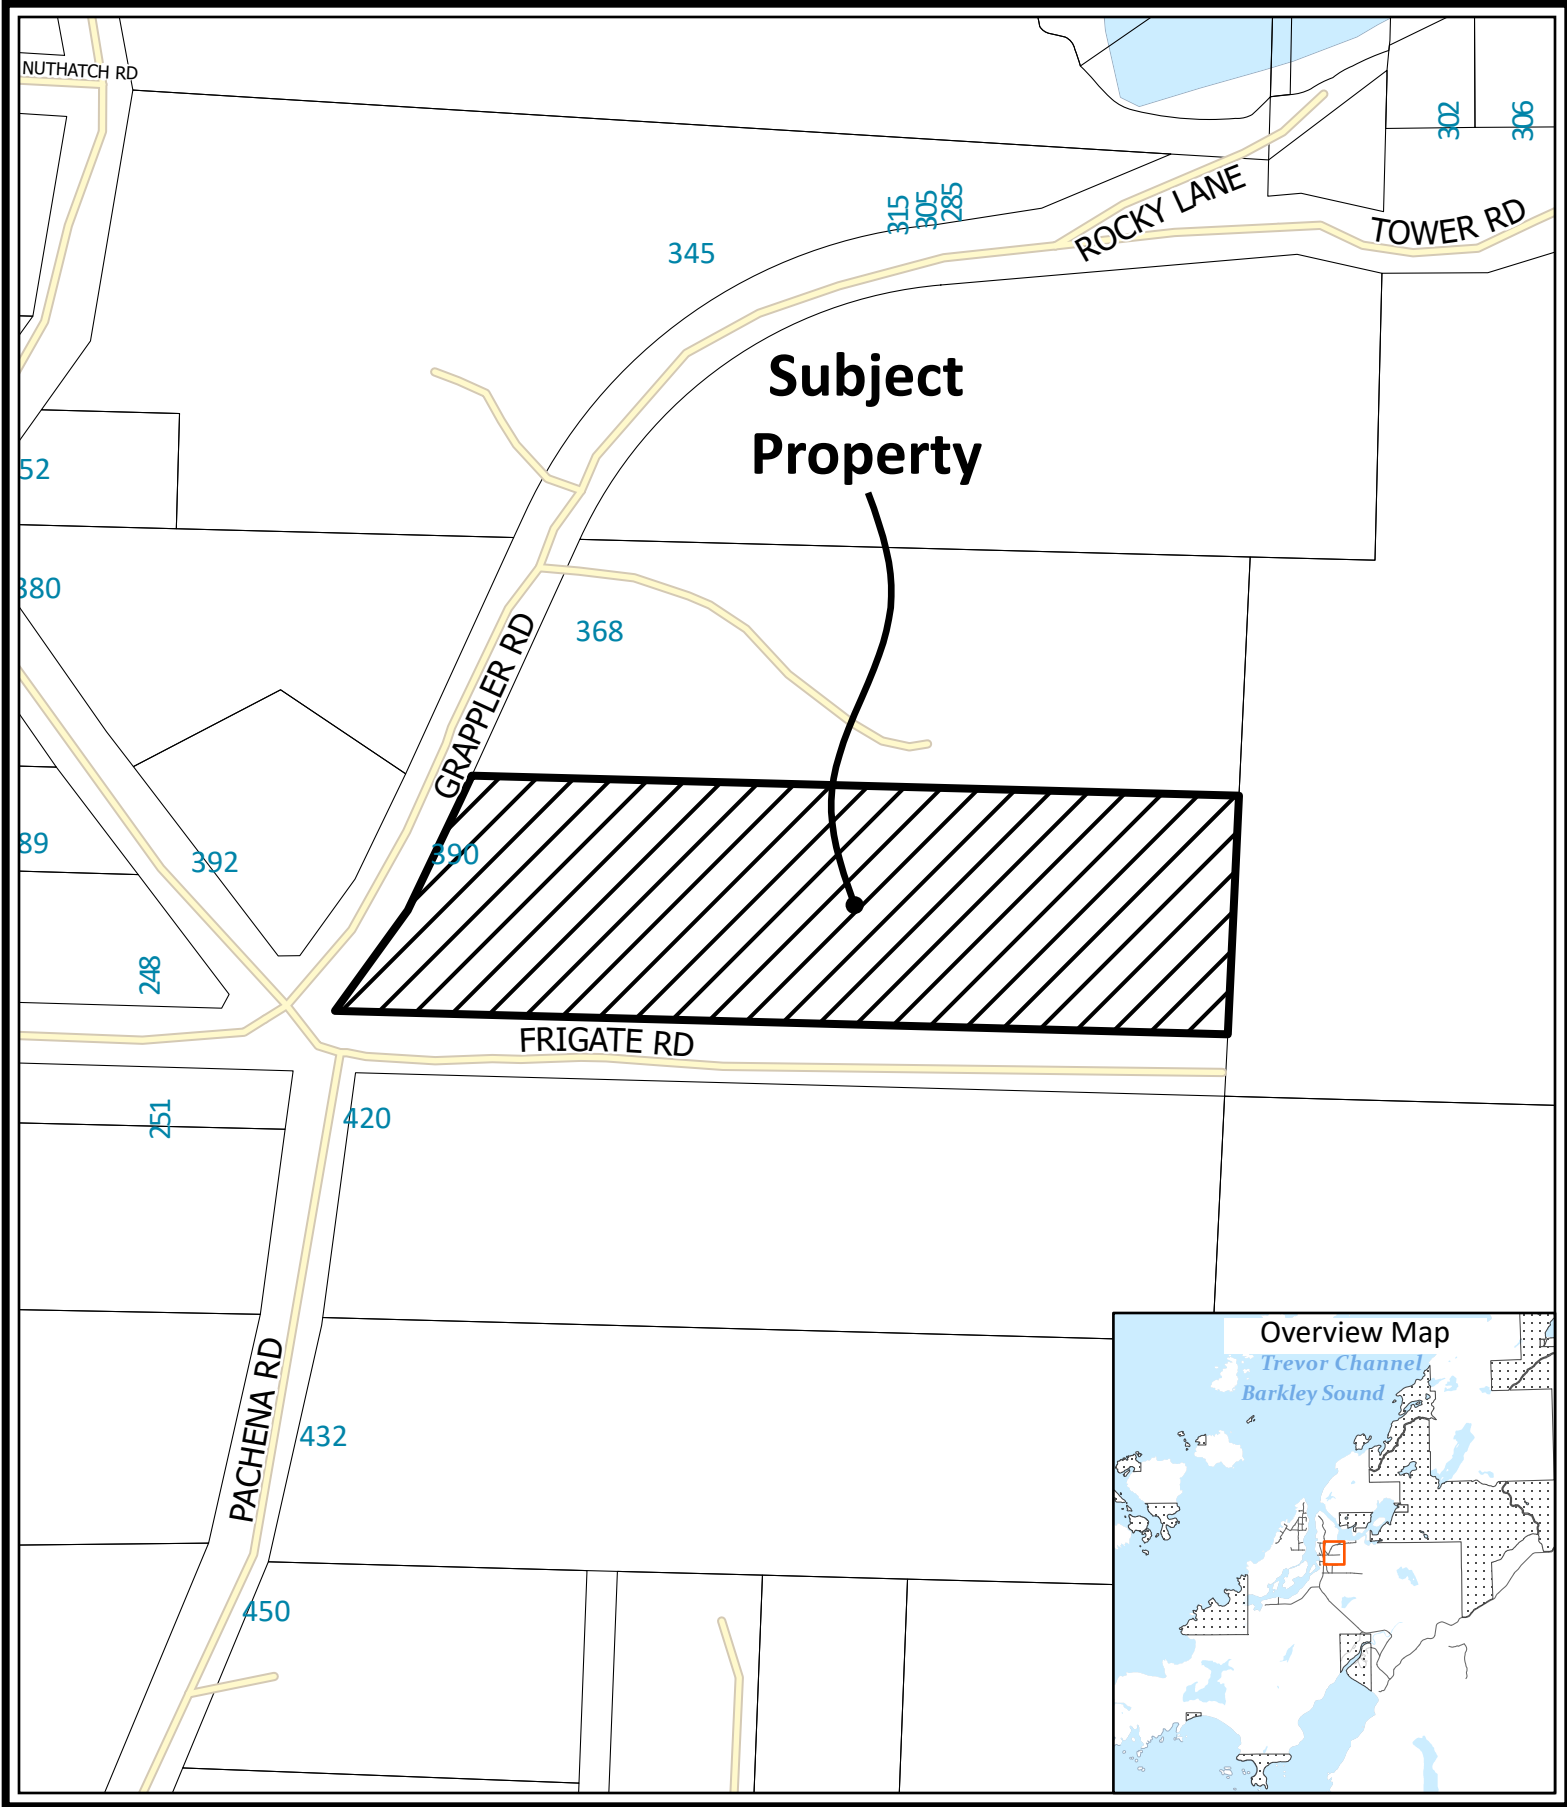 NUTHATCH RD
302
306
315
305
285
345
ROCKY LANE
TOWER RD
Subject
Property
52
380
368
GRAPPLER RD
390
89
392
248
FRIGATE RD
251
420
PACHENA RD
432
450
Overview Map
Trevor Channel
Barkley Sound